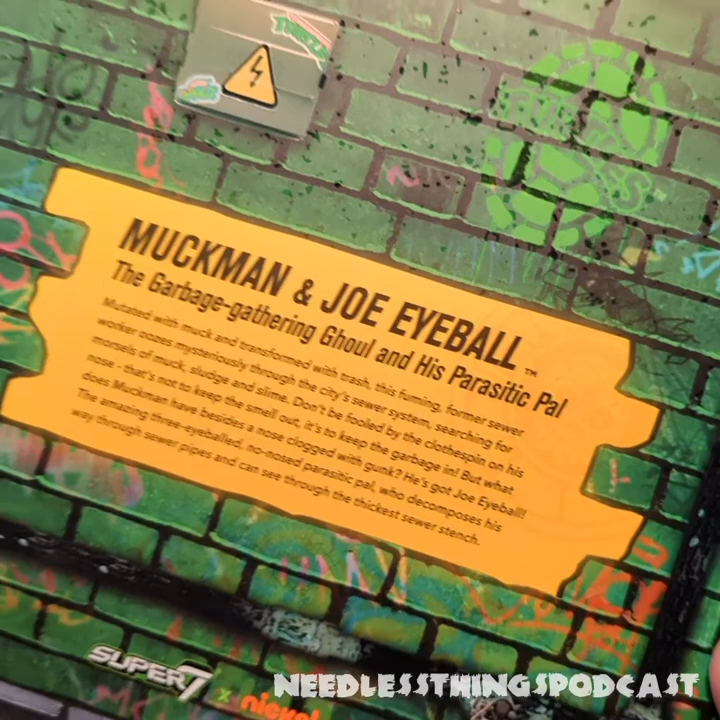 TURTLE
MUCKMAN & JOE EYEBALL™
The Garbage-gathering Ghoul and His Parasitic Pal
Mutated with muck and transformed with trash, this fuming, former sewer
worker oozes mysteriously through the city's sewer system, searching for
morsels of muck, sludge and slime. Don't be fooled by the clothespin on his
nose - that's not to keep the smell out, it's to keep the garbage in! But what
does Muckman have besides a nose clogged with gunk? He's got Joe Eyeball!
The amazing three-eyeballed, no-nosed parasitic pal, who decomposes his
way through sewer pipes and can see through the thickest sewer stench.
SUPER7 x nickel
NEEDLESSTHINGSPODCAST